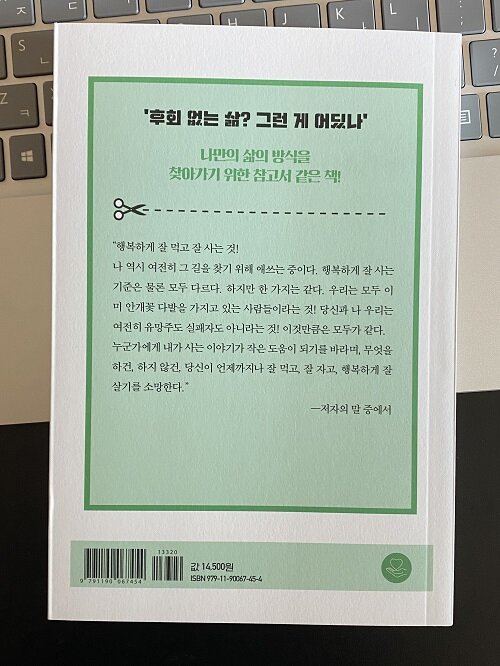 '후회 없는 삶? 그런 게 어딨나'
나만의 삶의 방식을
찾아가기 위한 참고서 같은 책!
“행복하게 잘 먹고 잘 사는 것!
나 역시 여전히 그 길을 찾기 위해 애쓰는 중이다. 행복하게 잘 사는
기준은 물론 모두 다르다. 하지만 한 가지는 같다. 우리는 모두 이
미 안개꽃 다발을 가지고 있는 사람들이라는 것! 당신과 나 우리는
여전히 유망주도 실패자도 아니라는 것! 이것만큼은 모두가 같다.
누군가에게 내가 사는 이야기가 작은 도움이 되기를 바라며, 무엇을
하건, 하지 않건, 당신이 언제까지나 잘 먹고, 잘 자고, 행복하게 잘
살기를 소망한다.”
—저자의 말 중에서
13320
9 791190 067454
값 14,500원
ISBN 979-11-90067-45-4